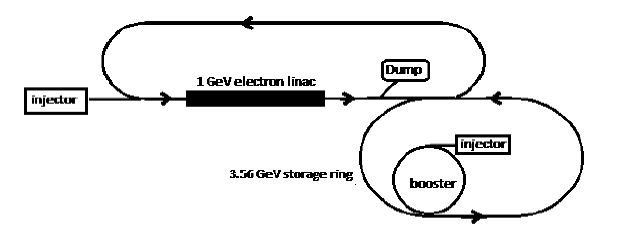 1 GeV electron linac
Dump
injector
injector
3.56 GeV storage ring
booster